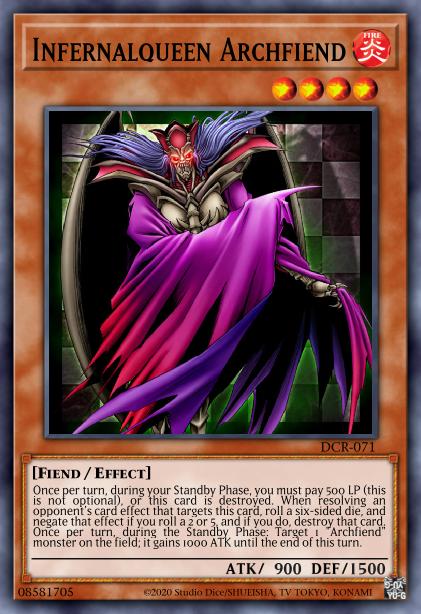 INFERNALQUEEN ARCHFIEND
FIRE
炎
DCR-071
[FIEND / EFFECT]
Once per turn, during your Standby Phase, you must pay 500 LP (this
is not optional), or this card is destroyed. When resolving an
opponent's card effect that targets this card, roll a six-sided die, and
negate that effect if you roll a 2 or 5, and if you do, destroy that card.
Once per turn, during the Standby Phase: Target 1 "Archfiend"
monster on the field; it gains 1000 ATK until the end of this turn.
ATK/ 900 DEF/1500
08581705
©2020 Studio Dice/SHUEISHA, TV TOKYO, KONAMI